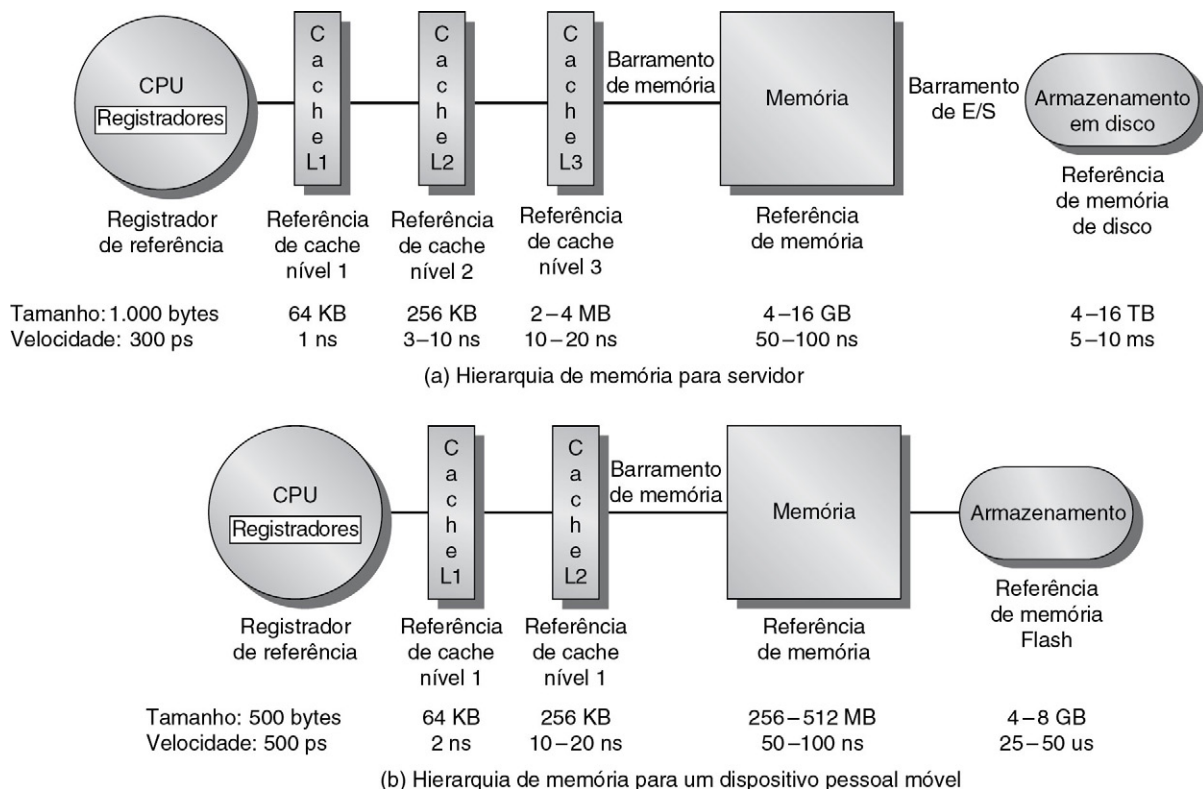 CPU
Registradores
Cache L1
Cache L2
Cache L3
Barramento
de memória
Memória
Barramento
de E/S
Armazenamento
em disco
Registrador
de referência
Referência
de cache
nível 1
Referência
de cache
nível 2
Referência
de cache
nível 3
Referência
de memória
Referência
de memória
de disco
Tamanho: 1.000 bytes 64 KB 256 KB 2–4 MB 4–16 GB 4–16 TB
Velocidade: 300 ps 1 ns 3–10 ns 10–20 ns 50–100 ns 5–10 ms
(a) Hierarquia de memória para servidor
CPU
Registradores
Cache L1
Cache L2
Barramento
de memória
Memória
Armazenamento
Registrador
de referência
Referência
de cache
nível 1
Referência
de cache
nível 1
Referência
de memória
Referência
de memória
Flash
Tamanho: 500 bytes 64 KB 256 KB 256–512 MB 4–8 GB
Velocidade: 500 ps 2 ns 10–20 ns 50–100 ns 25–50 us
(b) Hierarquia de memória para um dispositivo pessoal móvel